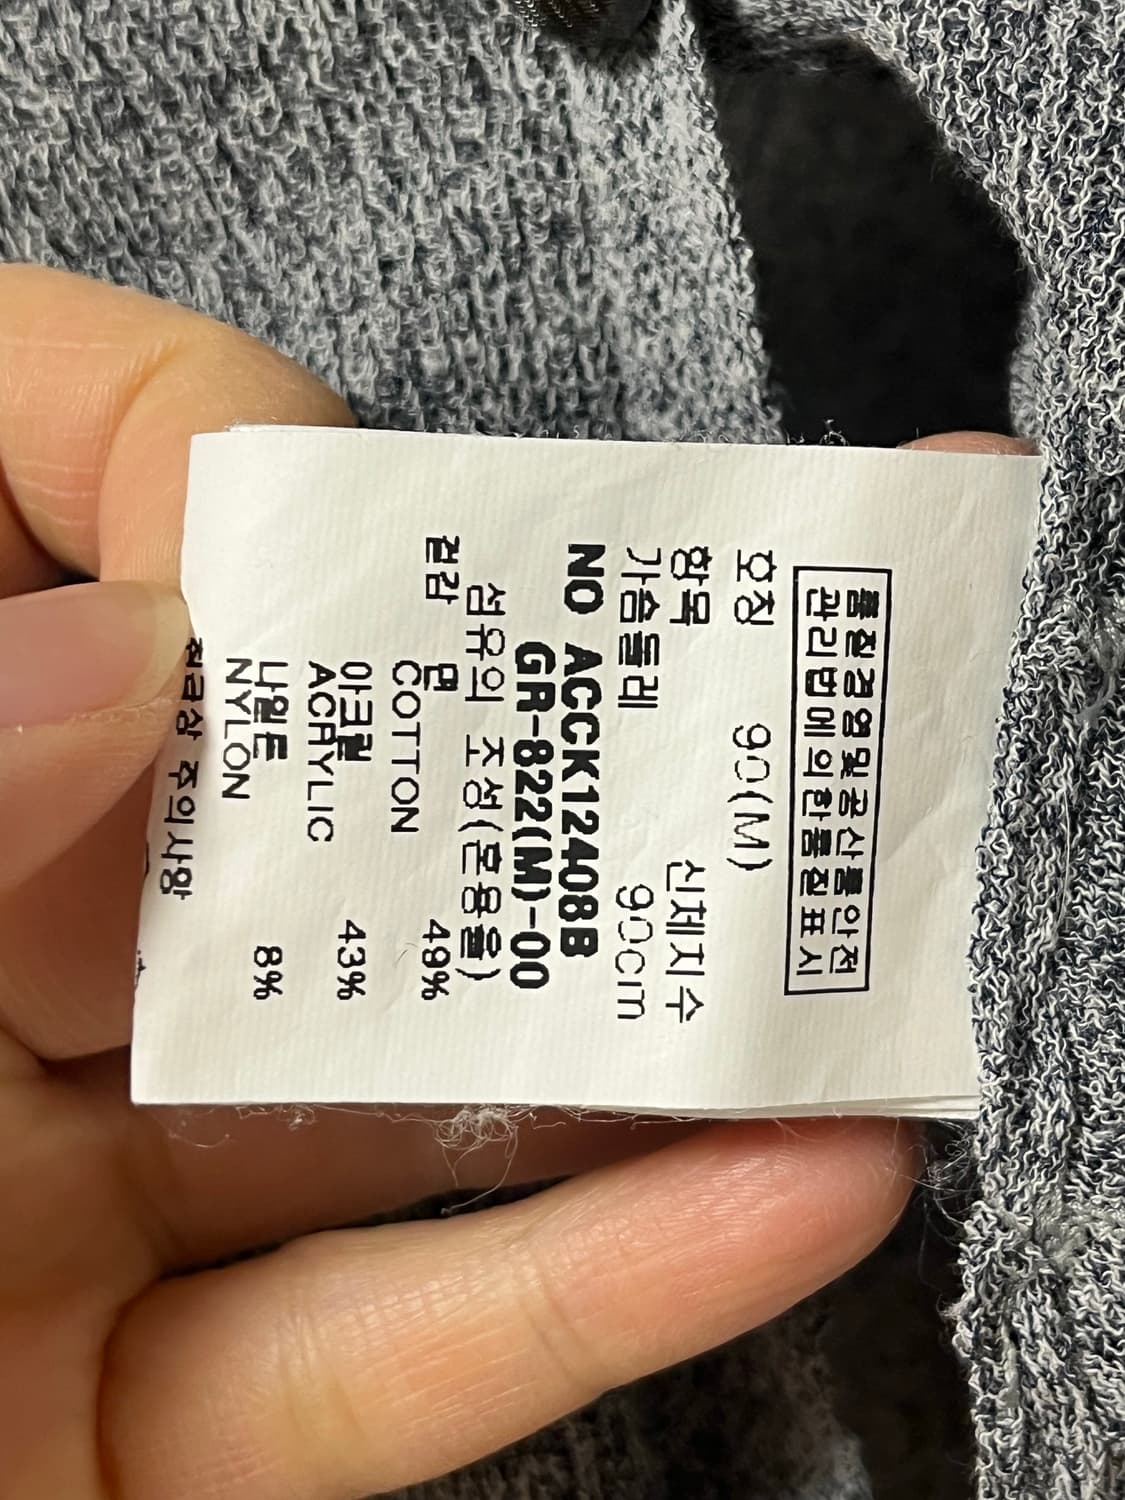 품질경영및공산품안전
관리법에의한품질표시
호칭 90(M)
항목 신체치수
가슴둘레 90cm
NO ACCK12408B
GR-822(M)-00
섬유의 조성(혼용율)
겉감 면 49%
COTTON
아크릴 43%
ACRYLIC
나일론 8%
NYLON
취급상 주의사항